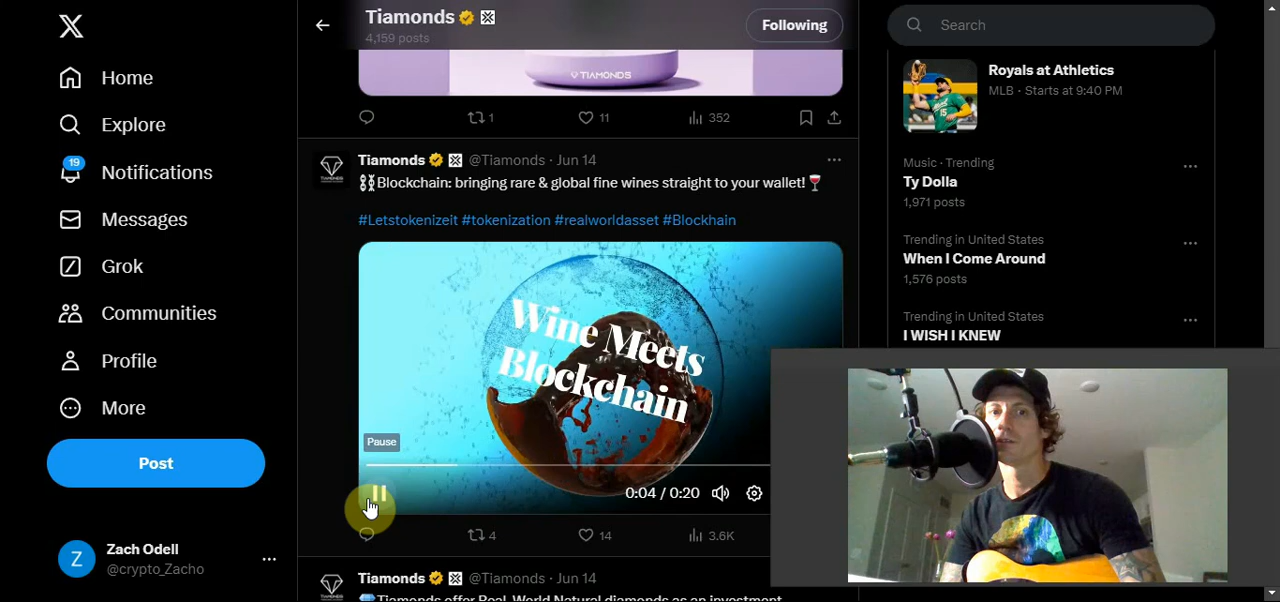 Home
Explore
19
Notifications
Messages
Grok
Communities
Profile
More
Post
Zach Odell
@crypto_Zacho
Z
Tiamonds
4,159 posts
Following
TIAMONDS
1
11
352
Tiamonds @Tiamonds · Jun 14
Blockchain: bringing rare & global fine wines straight to your wallet!
#Letstokenizeit #tokenization #realworldasset #Blockhain
Wine Meets
Blockchain
Pause
0:04 / 0:20
4
14
3.6K
Tiamonds @Tiamonds · Jun 14
Tiamonds offer Real-World Natural diamonds as an investment
Search
Royals at Athletics
MLB · Starts at 9:40 PM
Music · Trending
Ty Dolla
1,971 posts
Trending in United States
When I Come Around
1,576 posts
Trending in United States
I WISH I KNEW